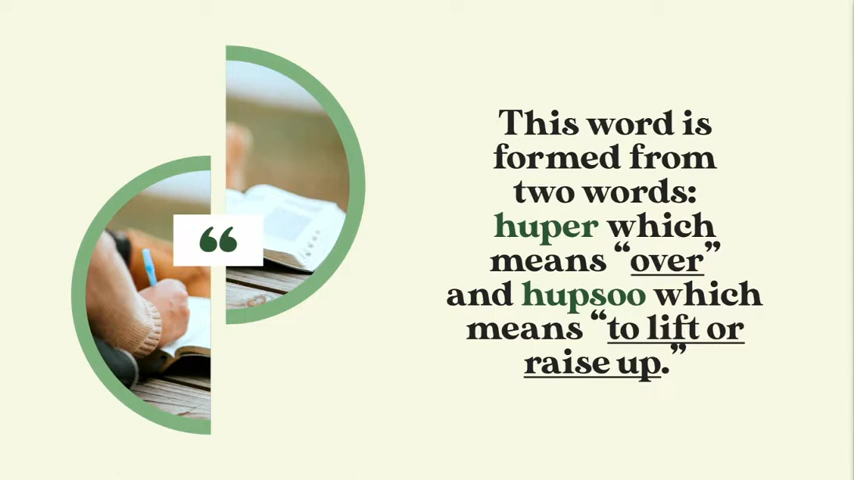 This word is
formed from
two words:
huper which
means “over”
and hupsoo which
means “to lift or
raise up.”